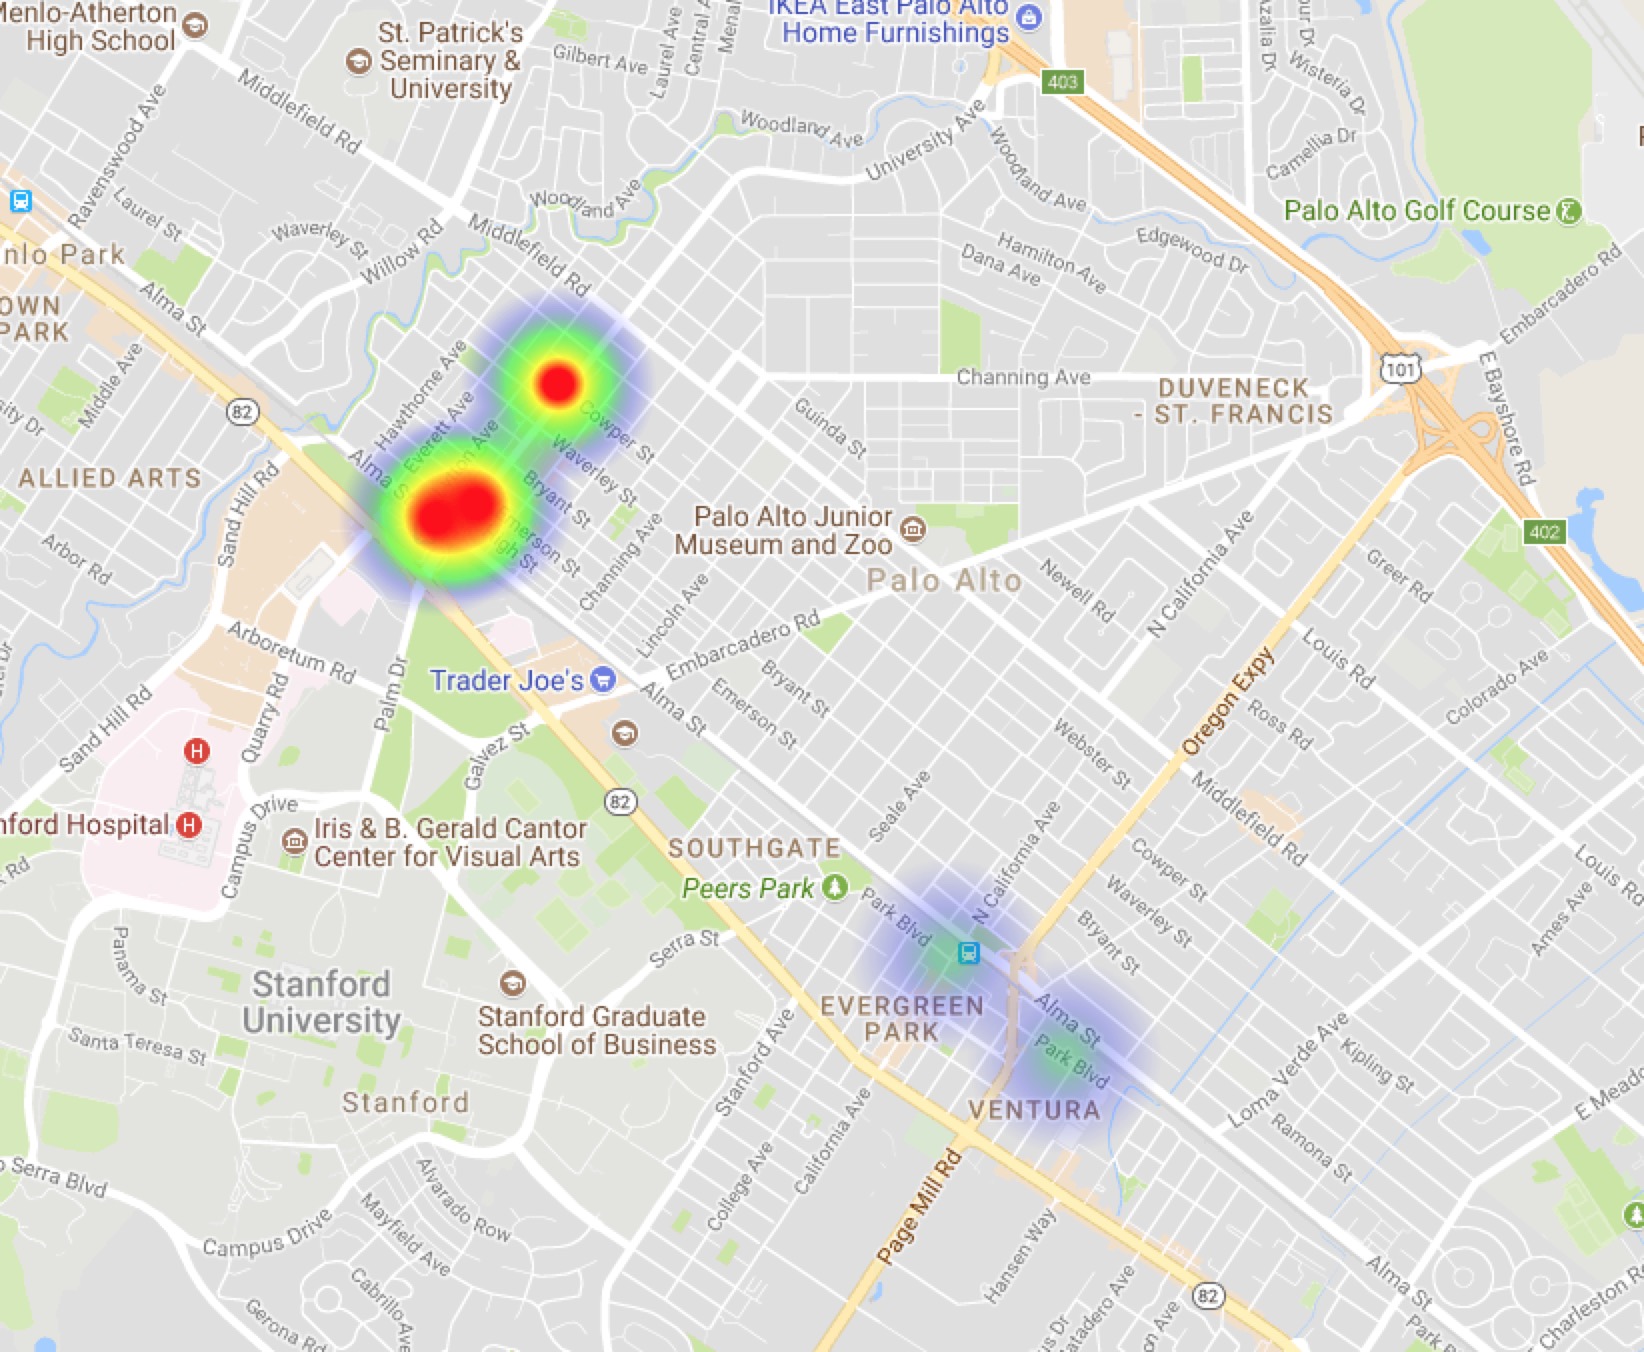 Menlo-Atherton
High School
St. Patrick's
Seminary &
University
Gilbert Ave
Laurel Ave
Central A
IKEA East Palo Alto
Home Furnishings
403
Wisteria Dr
Camellia Dr
Middlefield Rd
Woodland Ave
University Ave
Woodland Ave
Ravenswood Ave
Laurel St
Waverley St
Willow Rd
Woodland Ave
Middlefield Rd
Palo Alto Golf Course
Edgewood Dr
Hamilton Ave
Dana Ave
Embarcadero Rd
nlo Park
Alma St
OWN
PARK
Middle Ave
82
Hawthorne Ave
Everett Ave
Cowper St
Waverley St
Bryant St
Channing Ave
Guinda St
Channing Ave
DUVENECK
- ST. FRANCIS
101
E Bayshore Rd
402
ALLIED ARTS
Sand Hill Rd
Arbor Rd
Palo Alto Junior
Museum and Zoo
Palo Alto
Newell Rd
N California Ave
Greer Rd
Louis Rd
Colorado Ave
Lincoln Ave
Embarcadero Rd
Arboretum Rd
Palm Dr
Trader Joe's
Alma St
Emerson St
Bryant St
Oregon Expy
Ross Rd
Webster St
Middlefield Rd
Sand Hill Rd
Quarry Rd
Galvez St
H
nford Hospital
H
Campus Drive
82
Iris & B. Gerald Cantor
Center for Visual Arts
SOUTHGATE
Peers Park
Seale Ave
N California Ave
Park Blvd
Cowper St
Waverley St
Bryant St
Louis Rd
Ames Ave
Serra St
Panama St
Stanford
University
Stanford Graduate
School of Business
EVERGREEN
PARK
Alma St
Park Blvd
VENTURA
Santa Teresa St
Stanford
Stanford Ave
California Ave
College Ave
Loma Verde Ave
Kipling St
Ramona St
E Meado
o Serra Blvd
Campus Drive
Alvarado Row
Mayfield Ave
Cabrillo Ave
Gerona Rd
Page Mill Rd
Hansen Way
82
Alma St
Charleston R